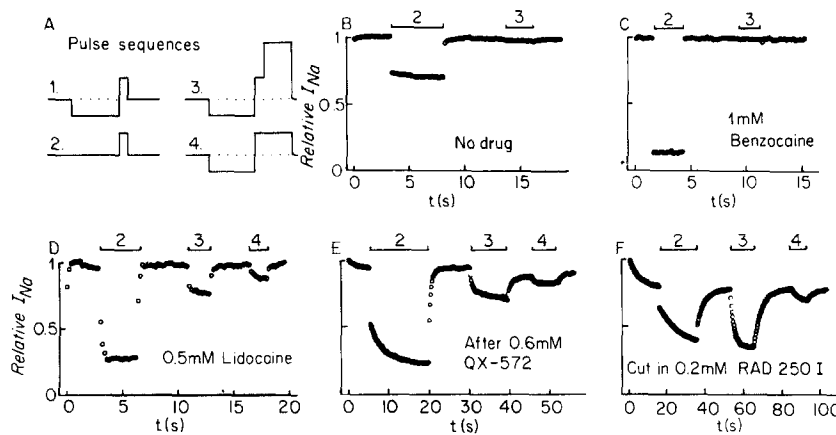 A
Pulse sequences
1.
3.
2.
4.
B
2
3
1
Relative INa
0.5
0
No drug
0 5 10 15
t(s)
C
2
3
1
1mM
Benzocaine
0 5 10 15
t(s)
D
2
3
4
1
Relative INa
0.5
0
0.5mM Lidocaine
0 5 10 15 20
t(s)
E
2
3
4
After 0.6mM
QX-572
0 10 20 30 40 50
t(s)
F
2
3
4
Cut in 0.2mM RAD 250 I
0 20 40 60 80 100
t(s)